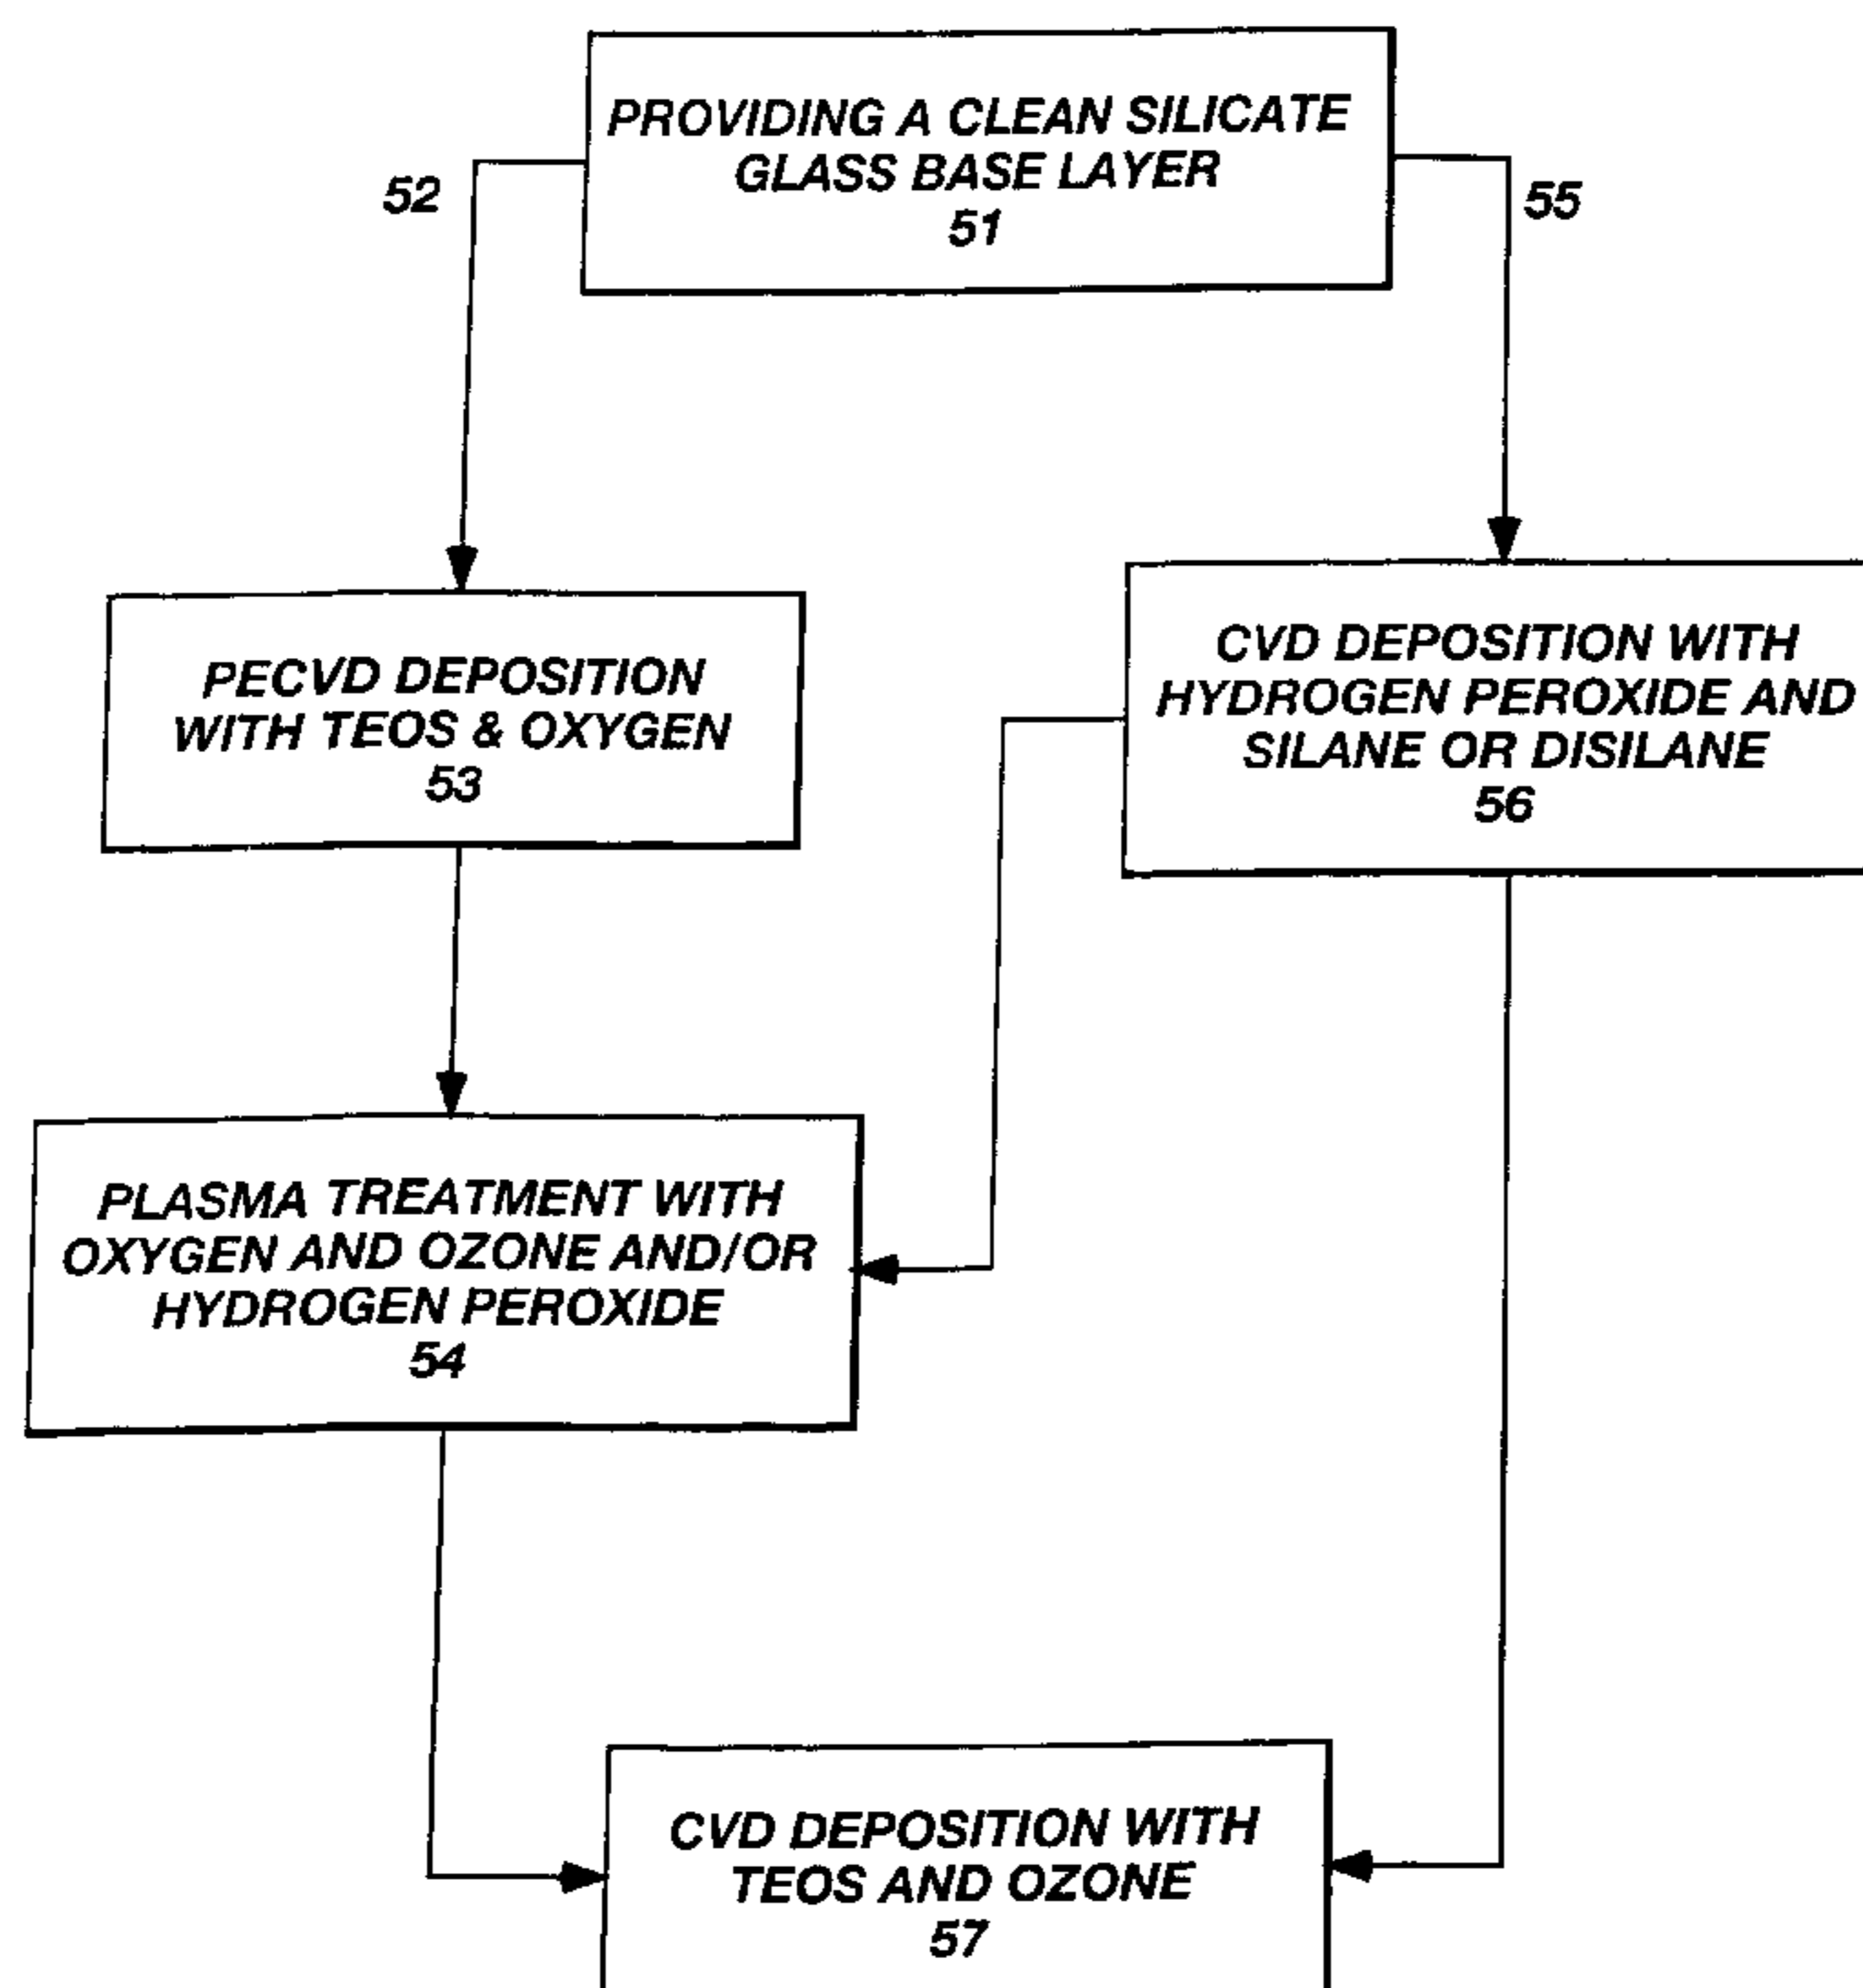 PROVIDING A CLEAN SILICATE
GLASS BASE LAYER
51
52
55
PECVD DEPOSITION
WITH TEOS & OXYGEN
53
CVD DEPOSITION WITH
HYDROGEN PEROXIDE AND
SILANE OR DISILANE
56
PLASMA TREATMENT WITH
OXYGEN AND OZONE AND/OR
HYDROGEN PEROXIDE
54
CVD DEPOSITION WITH
TEOS AND OZONE
57